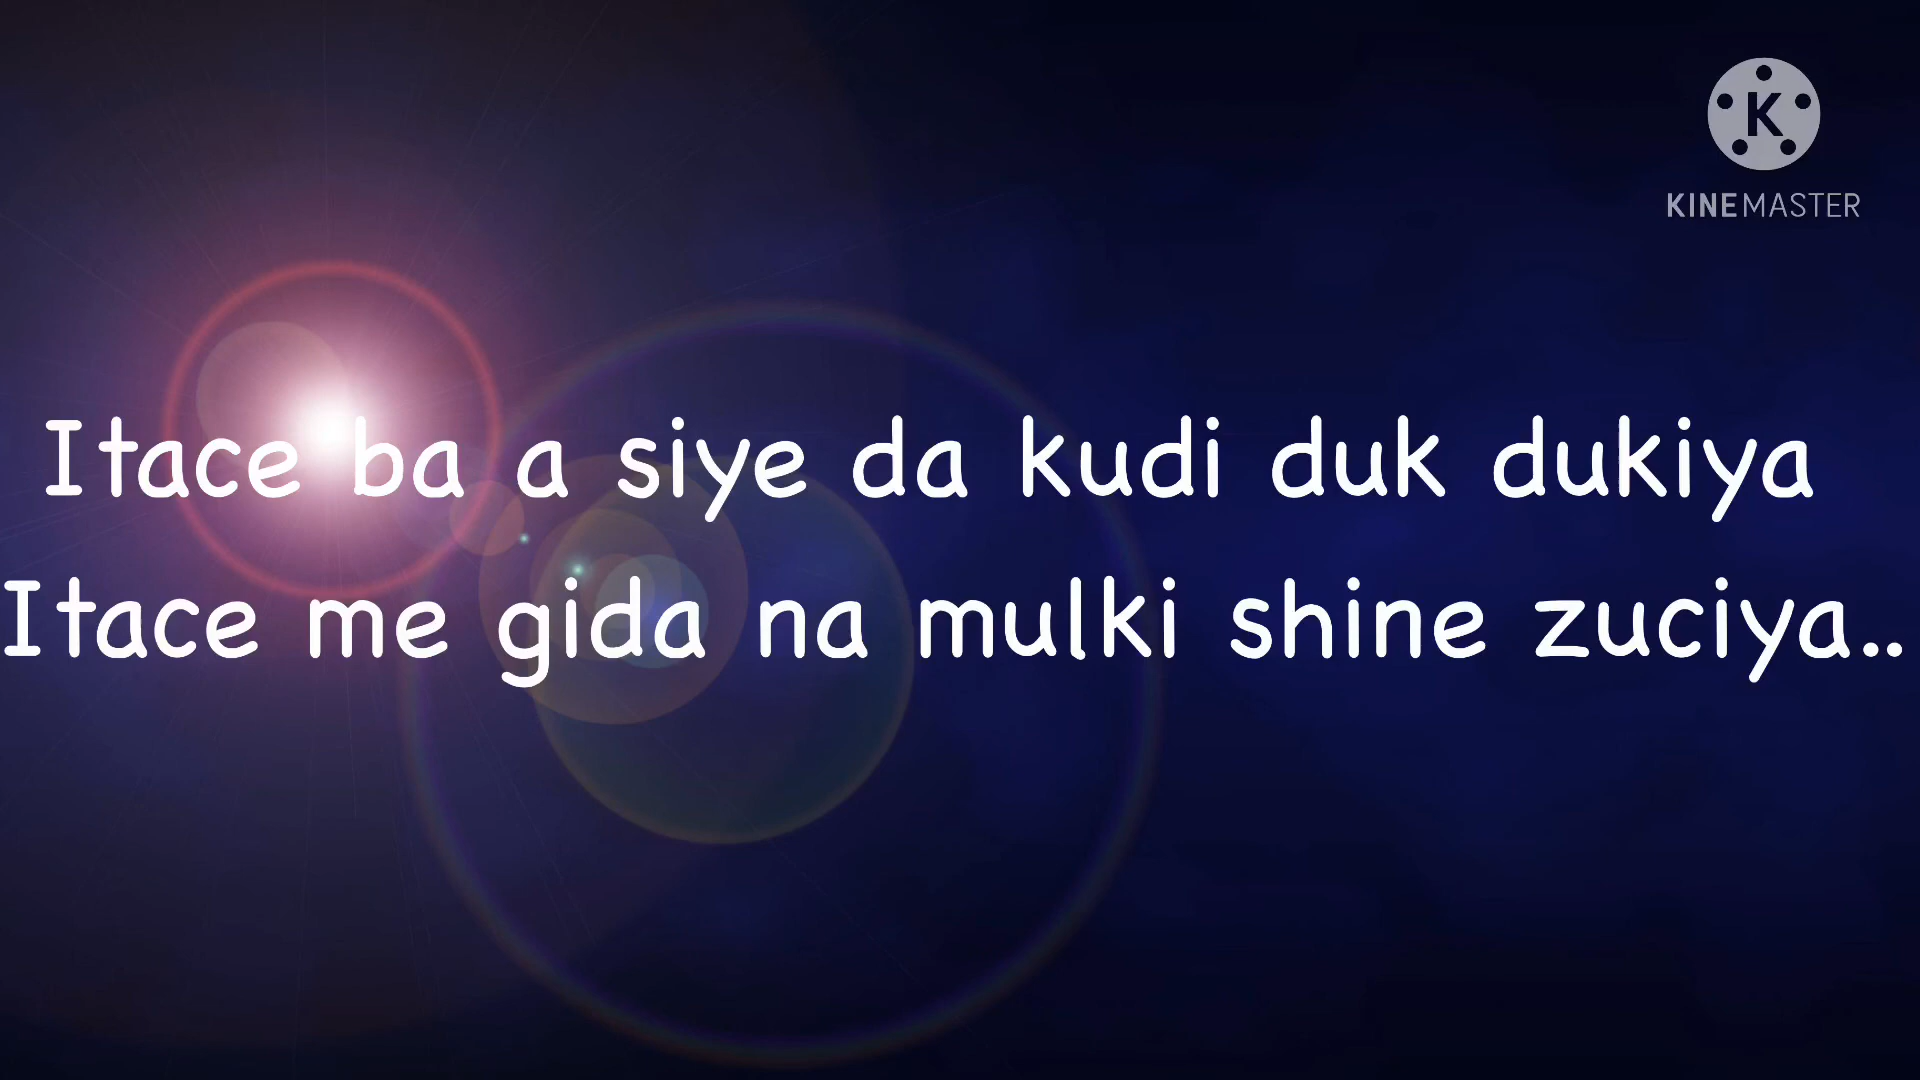 K
KINEMASTER
Itace ba a siye da kudi duk dukiya
Itace me gida na mulki shine zuciya..